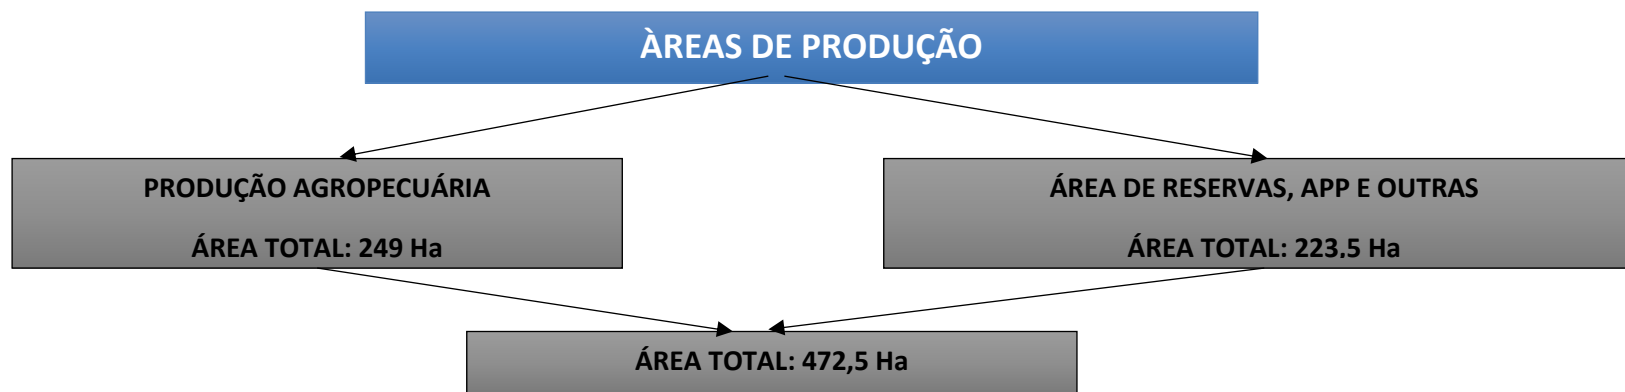 ÀREAS DE PRODUÇÃO
PRODUÇÃO AGROPECUÁRIA
ÁREA TOTAL: 249 Ha
ÁREA DE RESERVAS, APP E OUTRAS
ÁREA TOTAL: 223,5 Ha
ÁREA TOTAL: 472,5 Ha